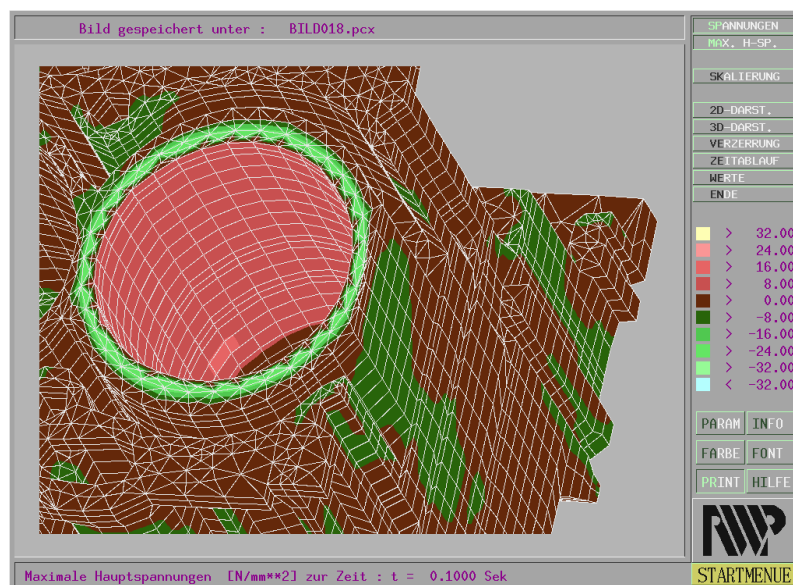 Bild gespeichert unter : BILD018.pcx
SPANNUNGEN
MAX. H-SP.
SKALIERUNG
2D-DARST.
3D-DARST.
VERZERRUNG
ZEITABLAUF
WERTE
ENDE
> 32.00
> 24.00
> 16.00
> 8.00
> 0.00
> -8.00
> -16.00
> -24.00
> -32.00
< -32.00
PARAM INFO
FARBE FONT
PRINT HILFE
RWP
STARTMENUE
Maximale Hauptspannungen [N/mm**2] zur Zeit : t = 0.1000 Sek